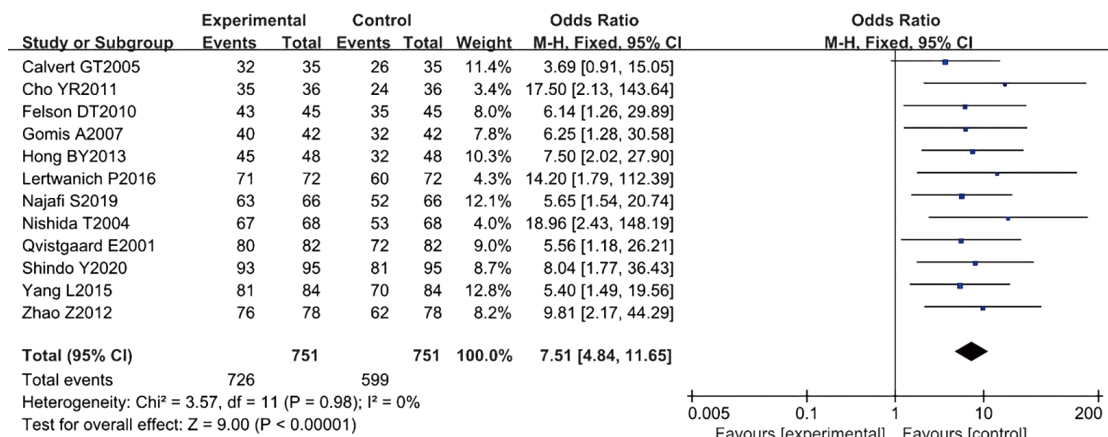 Experimental Control Odds Ratio Odds Ratio
Study or Subgroup Events Total Events Total Weight M-H, Fixed, 95% CI M-H, Fixed, 95% CI
Calvert GT2005 32 35 26 35 11.4% 3.69 [0.91, 15.05]
Cho YR2011 35 36 24 36 3.4% 17.50 [2.13, 143.64]
Felson DT2010 43 45 35 45 8.0% 6.14 [1.26, 29.89]
Gomis A2007 40 42 32 42 7.8% 6.25 [1.28, 30.58]
Hong BY2013 45 48 32 48 10.3% 7.50 [2.02, 27.90]
Lertwanich P2016 71 72 60 72 4.3% 14.20 [1.79, 112.39]
Najafi S2019 63 66 52 66 12.1% 5.65 [1.54, 20.74]
Nishida T2004 67 68 53 68 4.0% 18.96 [2.43, 148.19]
Qvistgaard E2001 80 82 72 82 9.0% 5.56 [1.18, 26.21]
Shindo Y2020 93 95 81 95 8.7% 8.04 [1.77, 36.43]
Yang L2015 81 84 70 84 12.8% 5.40 [1.49, 19.56]
Zhao Z2012 76 78 62 78 8.2% 9.81 [2.17, 44.29]
Total (95% CI) 751 751 100.0% 7.51 [4.84, 11.65]
Total events 726 599
Heterogeneity: Chi² = 3.57, df = 11 (P = 0.98); I² = 0%
Test for overall effect: Z = 9.00 (P < 0.00001)
0.005 0.1 1 10 200
Favours [experimental] Favours [control]